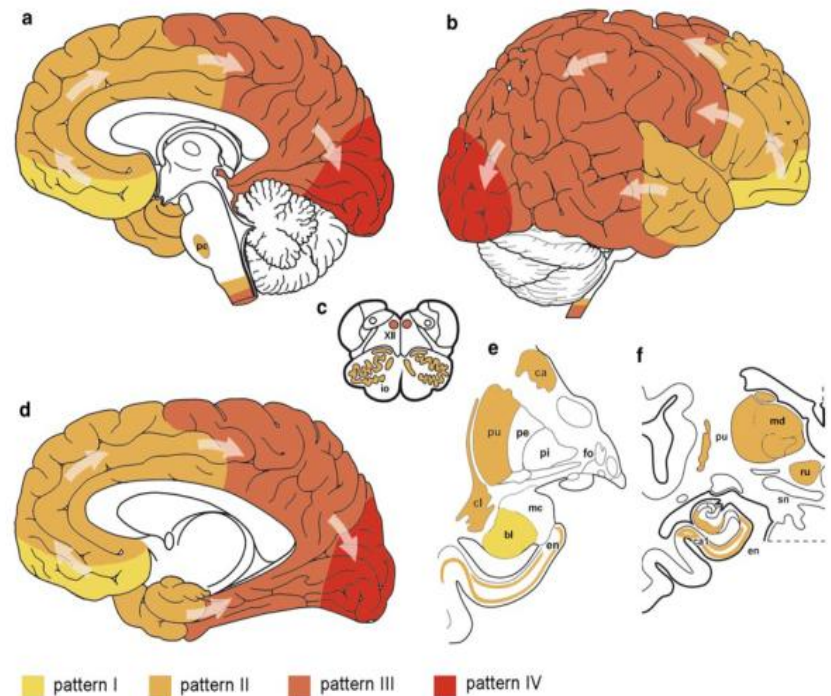 a
b
pc
c
XII
io
d
e
ca
pu
pe
pi
fo
cl
mc
bl
en
f
pu
md
ru
sn
ca1
en
pattern I
pattern II
pattern III
pattern IV